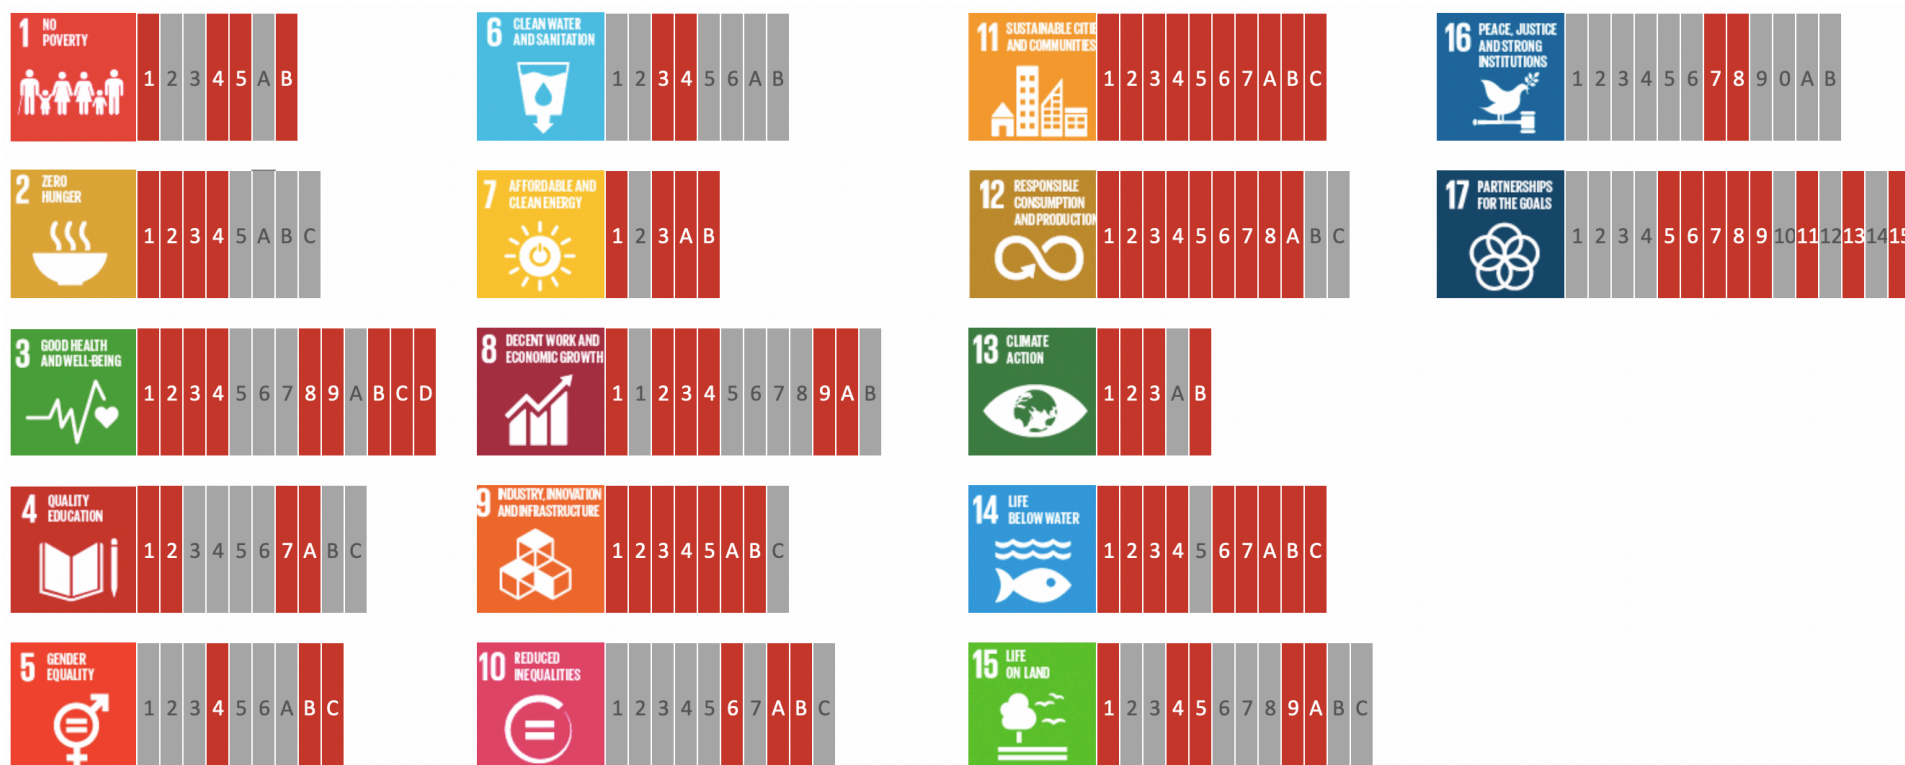 1 NO
POVERTY
1 2 3 4 5 A B
2 ZERO
HUNGER
1 2 3 4 5 A B C
3 GOOD HEALTH
AND WELL-BEING
1 2 3 4 5 6 7 8 9 A B C D
4 QUALITY
EDUCATION
1 2 3 4 5 6 7 A B C
5 GENDER
EQUALITY
1 2 3 4 5 6 A B C
6 CLEAN WATER
AND SANITATION
1 2 3 4 5 6 A B
7 AFFORDABLE AND
CLEAN ENERGY
1 2 3 A B
8 DECENT WORK AND
ECONOMIC GROWTH
1 1 2 3 4 5 6 7 8 9 A B
9 INDUSTRY, INNOVATION
AND INFRASTRUCTURE
1 2 3 4 5 A B C
10 REDUCED
INEQUALITIES
1 2 3 4 5 6 7 A B C
11 SUSTAINABLE CITIE
AND COMMUNITIES
1 2 3 4 5 6 7 A B C
12 RESPONSIBLE
CONSUMPTION
AND PRODUCTION
1 2 3 4 5 6 7 8 A B C
13 CLIMATE
ACTION
1 2 3 A B
14 LIFE
BELOW WATER
1 2 3 4 5 6 7 A B C
15 LIFE
ON LAND
1 2 3 4 5 6 7 8 9 A B C
16 PEACE, JUSTICE
AND STRONG
INSTITUTIONS
1 2 3 4 5 6 7 8 9 0 A B
17 PARTNERSHIPS
FOR THE GOALS
1 2 3 4 5 6 7 8 9 10 11 12 13 14 15